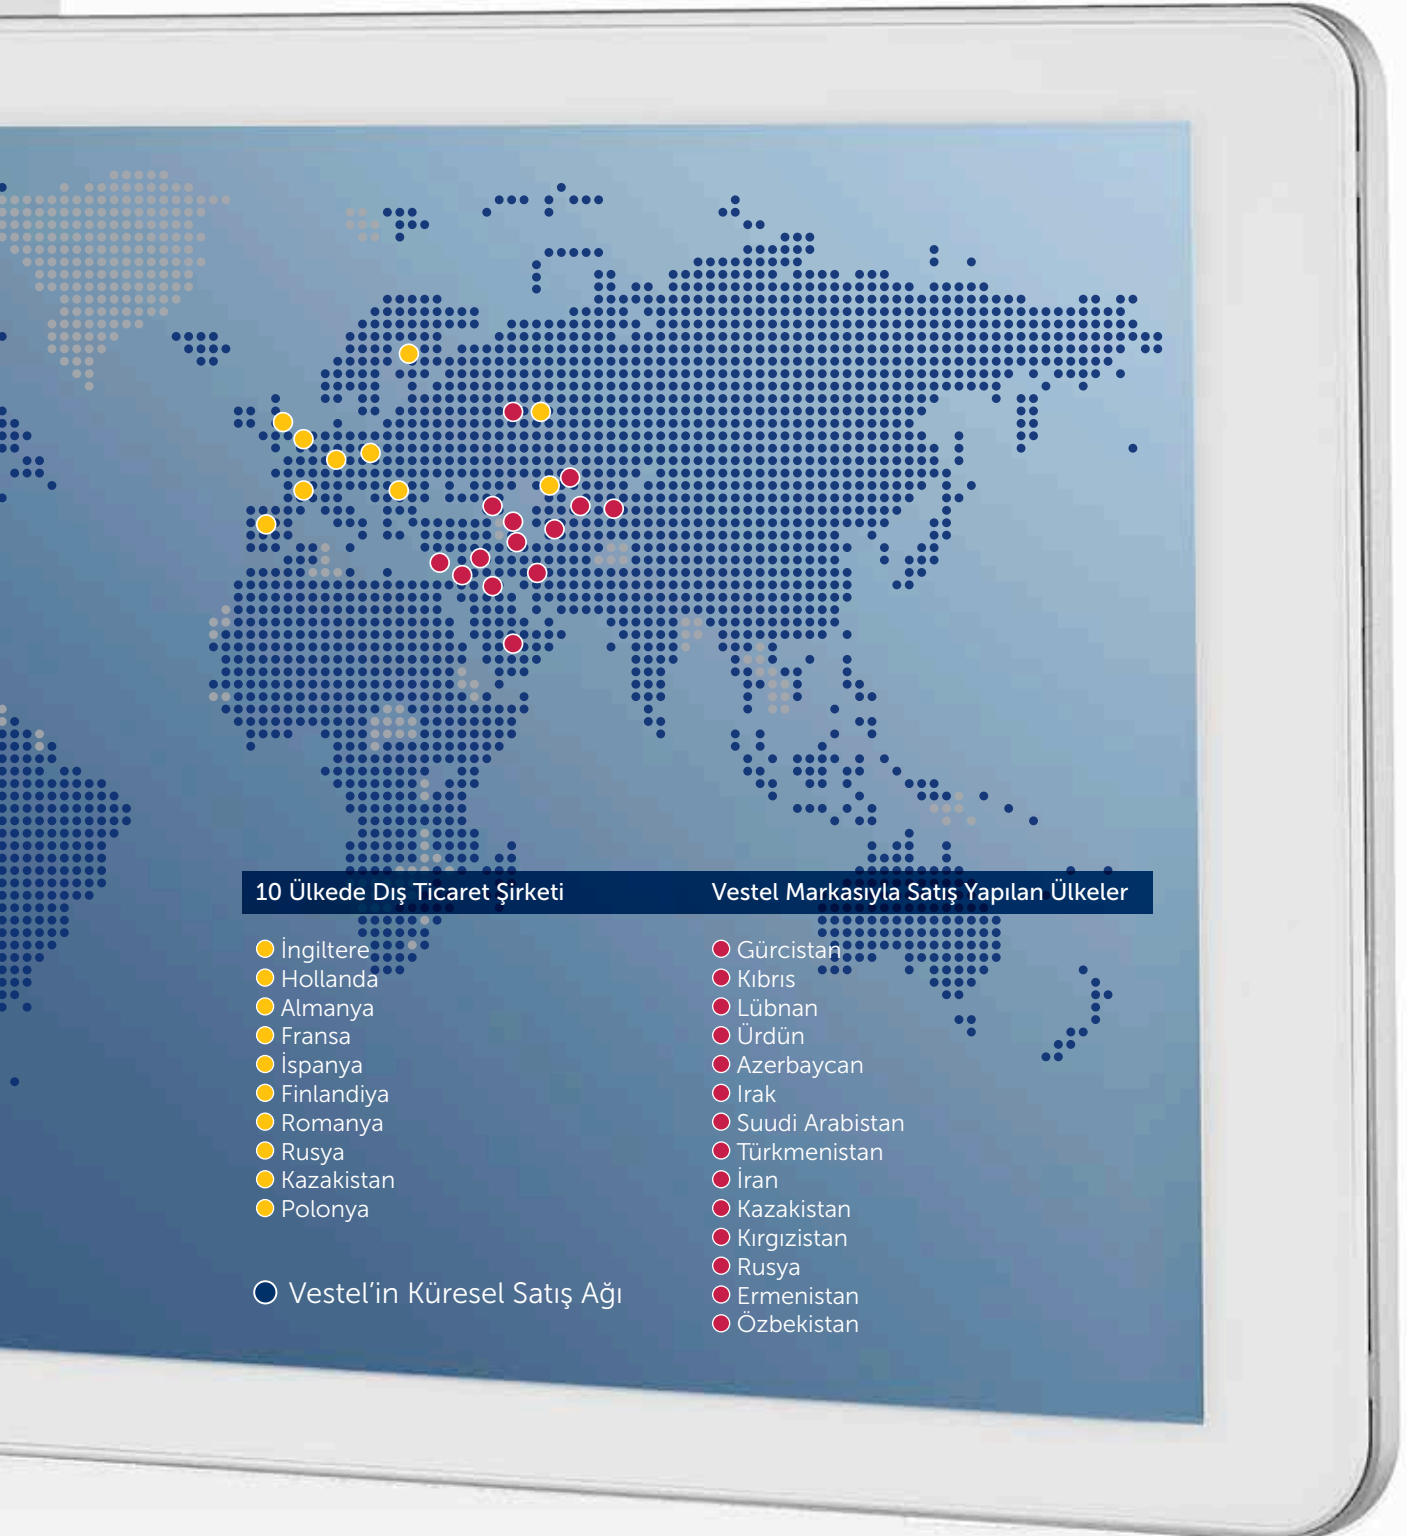 10 Ülkede Dış Ticaret Şirketi
İngiltere
Hollanda
Almanya
Fransa
İspanya
Finlandiya
Romanya
Rusya
Kazakistan
Polonya
Vestel'in Küresel Satış Ağı
Vestel Markasıyla Satış Yapılan Ülkeler
Gürcistan
Kıbrıs
Lübnan
Ürdün
Azerbaycan
Irak
Suudi Arabistan
Türkmenistan
İran
Kazakistan
Kırgızistan
Rusya
Ermenistan
Özbekistan